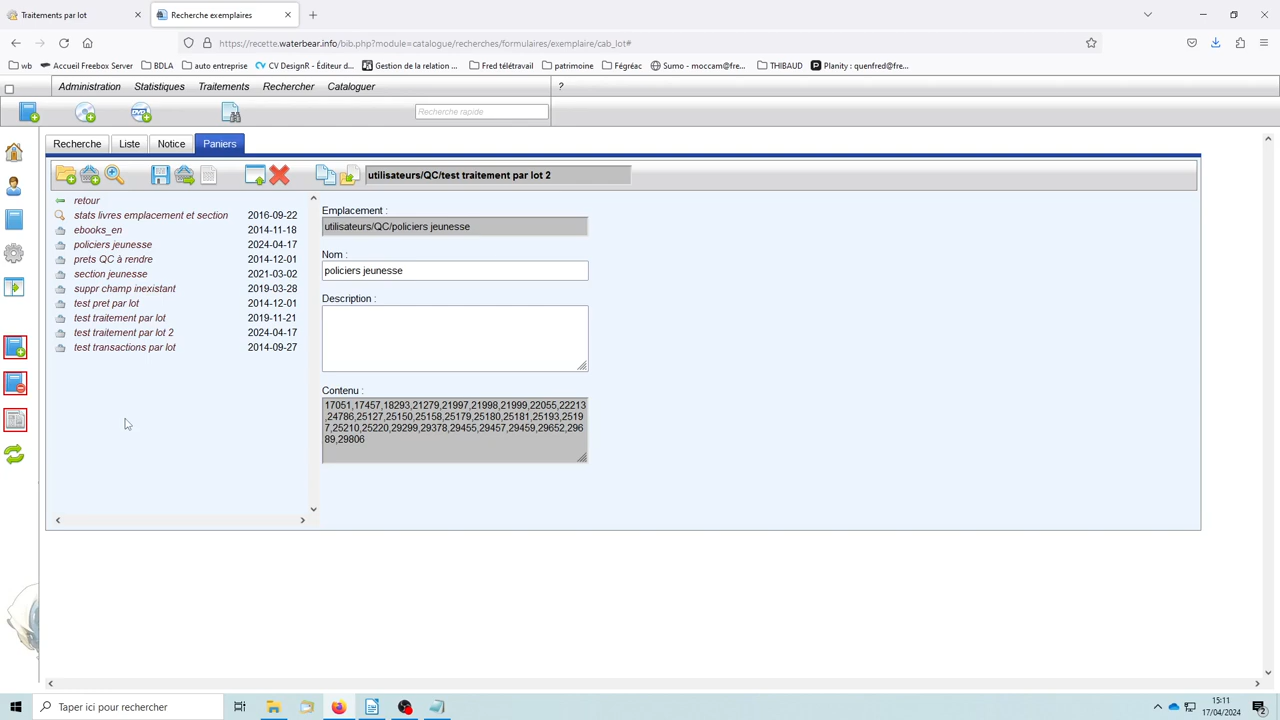 Traitements par lot
Recherche exemplaires
https://recette.waterbear.info/bib.php?module=catalogue/recherches/formulaires/exemplaire/cab_lot#
wb
Accueil Freebox Server
BDLA
auto entreprise
CV DesignR - Éditeur d...
Gestion de la relation ...
Fred télétravail
patrimoine
Fégréac
Sumo - moccam@fre...
THIBAUD
Planity : quenfred@fre...
Administration
Statistiques
Traitements
Rechercher
Cataloguer
?
Recherche rapide
Recherche
Liste
Notice
Paniers
utilisateurs/QC/test traitement par lot 2
retour
stats livres emplacement et section 2016-09-22
ebooks_en 2014-11-18
policiers jeunesse 2024-04-17
prets QC à rendre 2014-12-01
section jeunesse 2021-03-02
suppr champ inexistant 2019-03-28
test pret par lot 2014-12-01
test traitement par lot 2019-11-21
test traitement par lot 2 2024-04-17
test transactions par lot 2014-09-27
Emplacement :
utilisateurs/QC/policiers jeunesse
Nom :
policiers jeunesse
Description :
Contenu :
17051,17457,18293,21279,21997,21998,21999,22055,22213
,24786,25127,25150,25158,25179,25180,25181,25193,2519
7,25210,25220,29299,29378,29455,29457,29459,29652,296
89,29806
Taper ici pour rechercher
15:11
17/04/2024
2